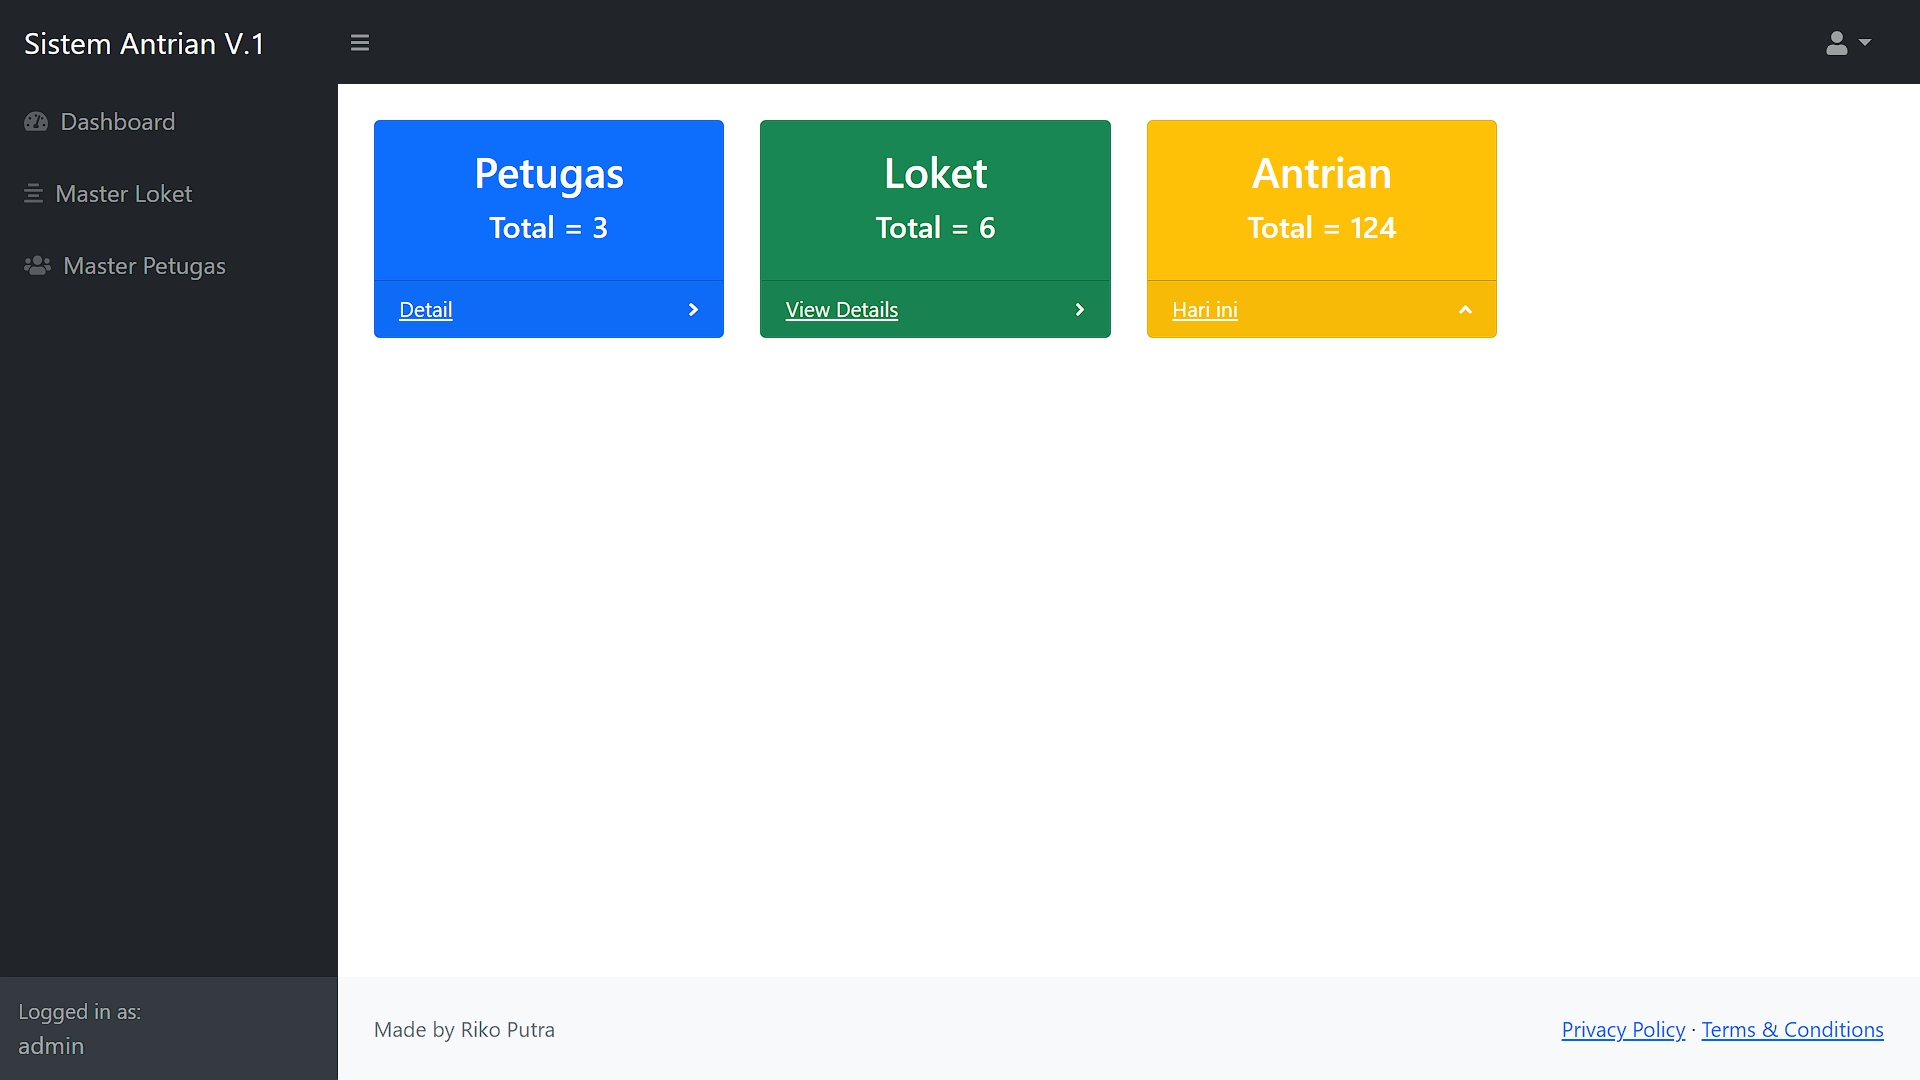 Sistem Antrian V.1
Dashboard
Master Loket
Master Petugas
Petugas
Total = 3
Detail
Loket
Total = 6
View Details
Antrian
Total = 124
Hari ini
Logged in as:
admin
Made by Riko Putra
Privacy Policy · Terms & Conditions